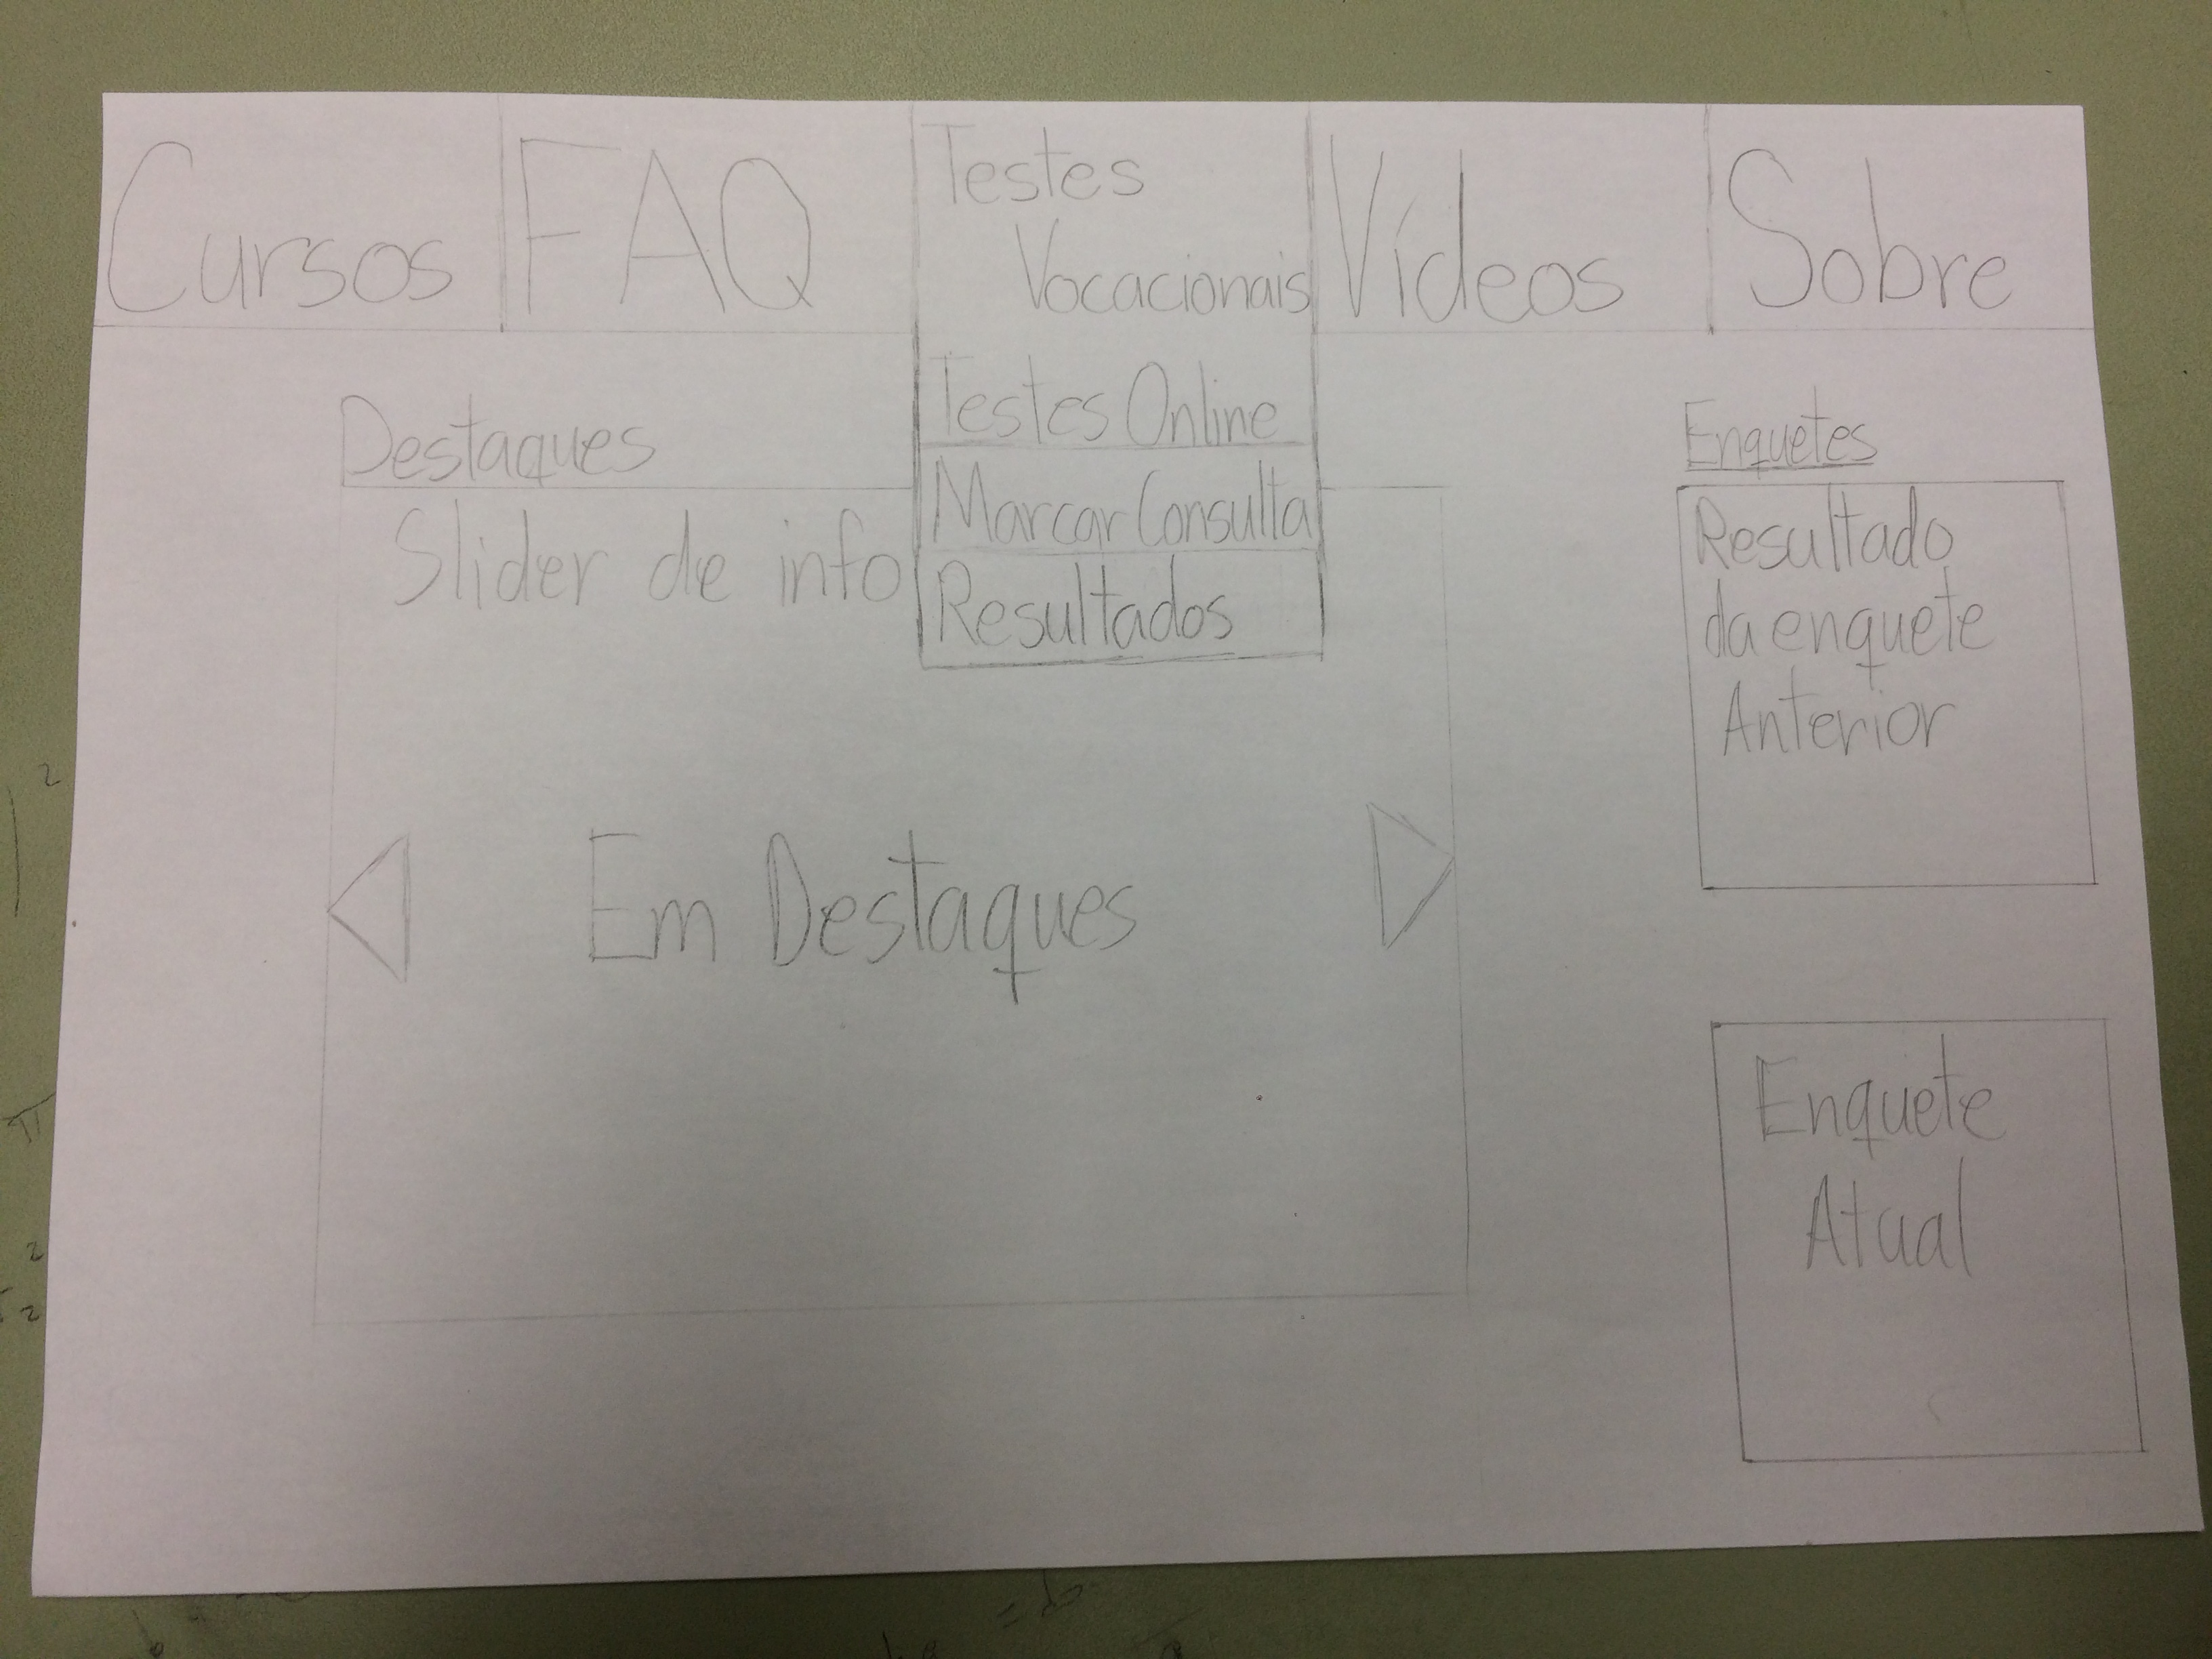 Cursos
FAQ
Testes
Vocacionais
Vídeos
Sobre
Testes Online
Marcar Consulta
Resultados
Destaques
Slider de info
Em Destaques
Enquetes
Resultado
da enquete
Anterior
Enquete
Atual